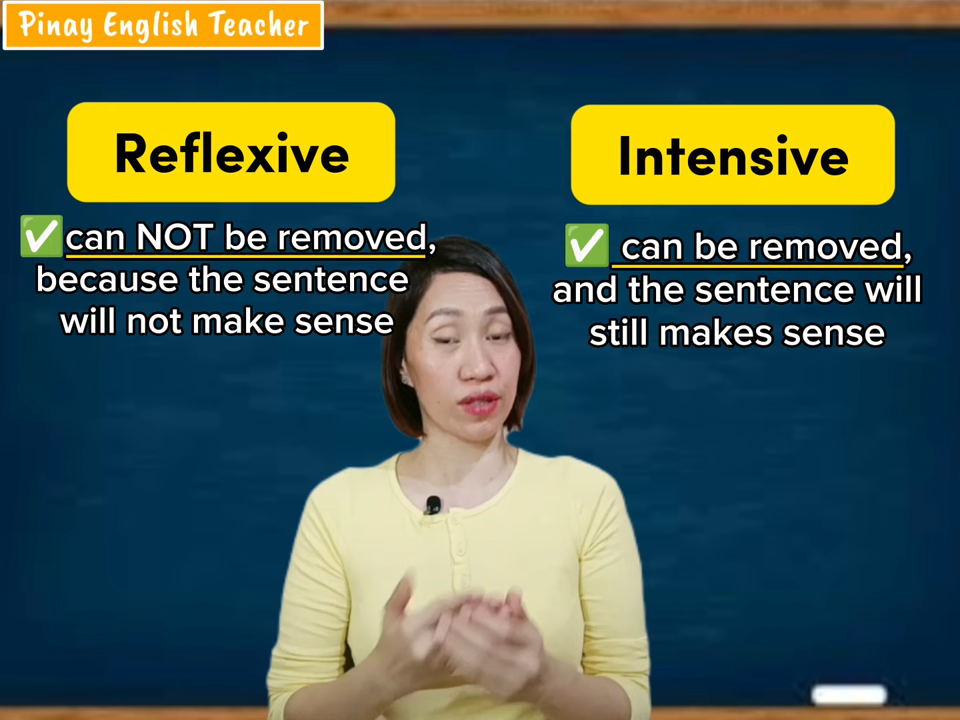 Pinay English Teacher
Reflexive
✅can NOT be removed,
because the sentence
will not make sense
Intensive
✅ can be removed,
and the sentence will
still makes sense